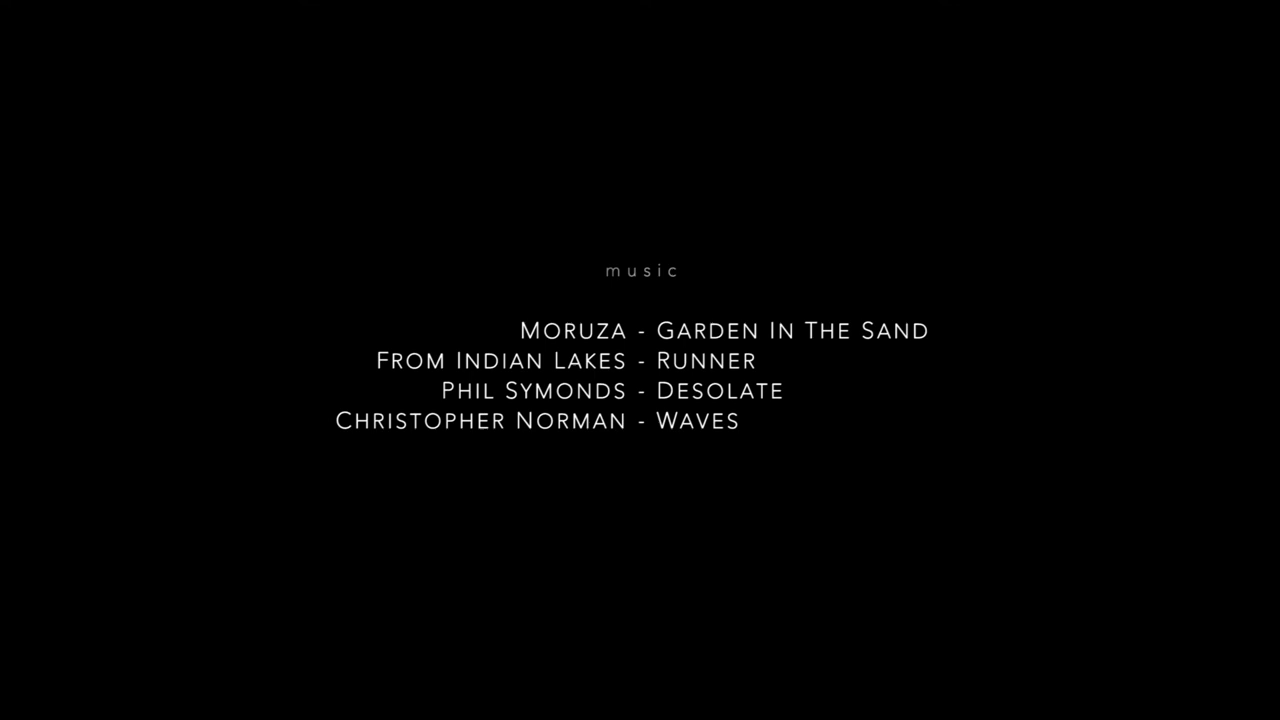 music
MORUZA - GARDEN IN THE SAND
FROM INDIAN LAKES - RUNNER
PHIL SYMONDS - DESOLATE
CHRISTOPHER NORMAN - WAVES